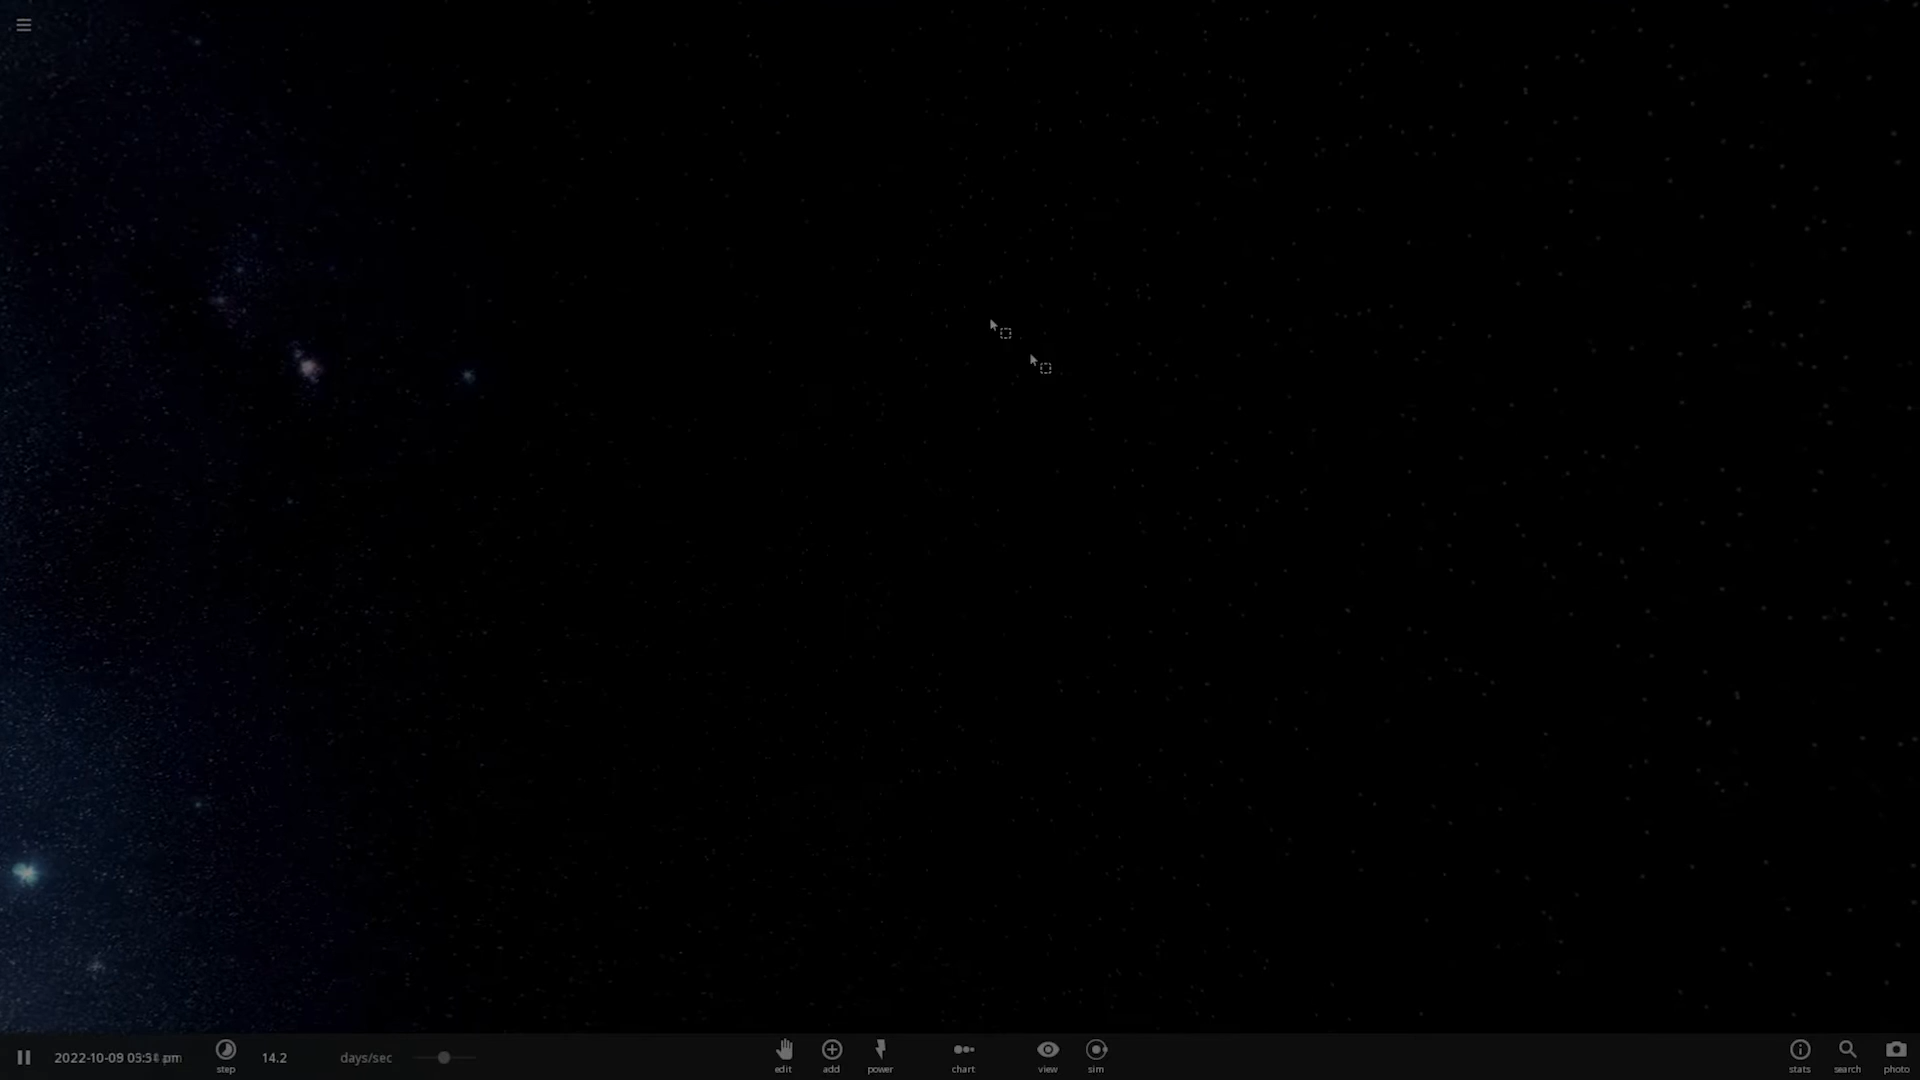 2022-10-09
14.2 days/sec
step
edit
add
power
chart
view
sim
stats
search
photo